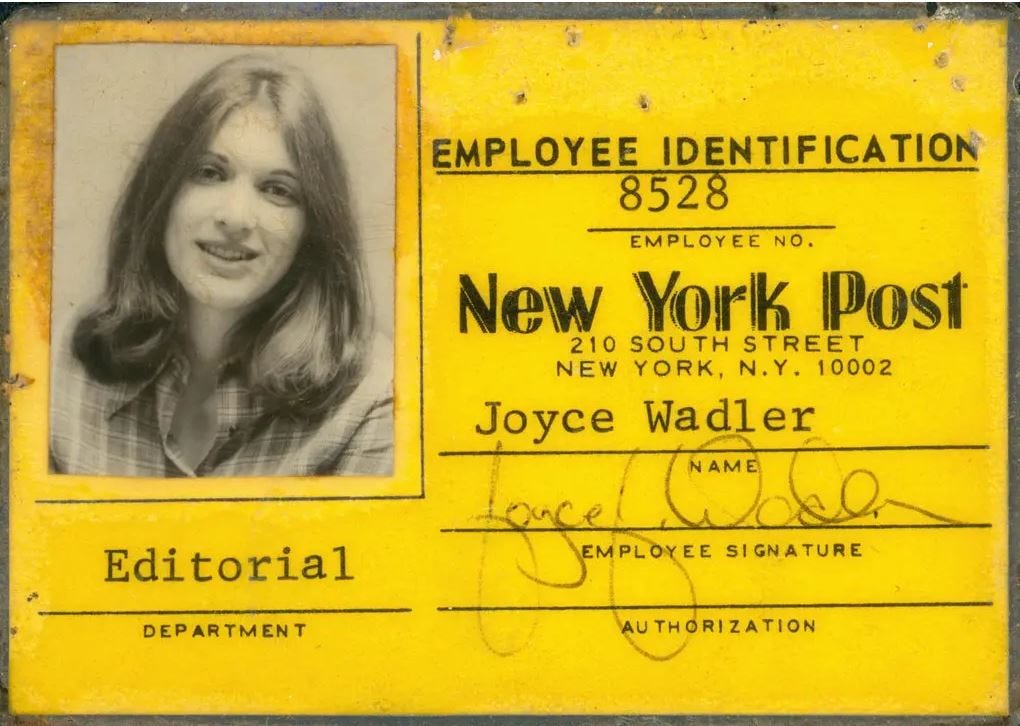 EMPLOYEE IDENTIFICATION
8528
EMPLOYEE NO.
New York Post
210 SOUTH STREET
NEW YORK, N.Y. 10002
Joyce Wadler
NAME
Joyce J. Wadler
EMPLOYEE SIGNATURE
AUTHORIZATION
Editorial
DEPARTMENT